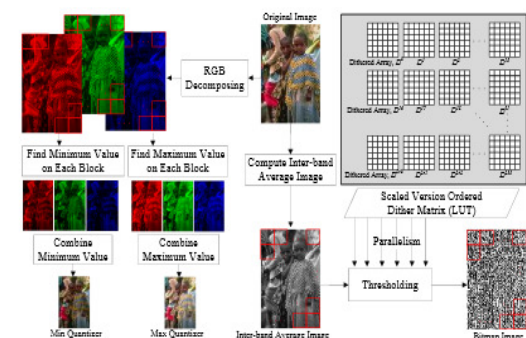 Original Image
RGB
Decomposing
Find Minimum Value
on Each Block
Find Maximum Value
on Each Block
Compute Inter-band
Average Image
Combine
Minimum Value
Combine
Maximum Value
Min Quantizer
Max Quantizer
Inter-band Average Image
Dithered Array,
Dithered Array,
Dithered Array,
Scaled Version Ordered
Dither Matrix (LUT)
Parallelism
Thresholding
Bitmap Image